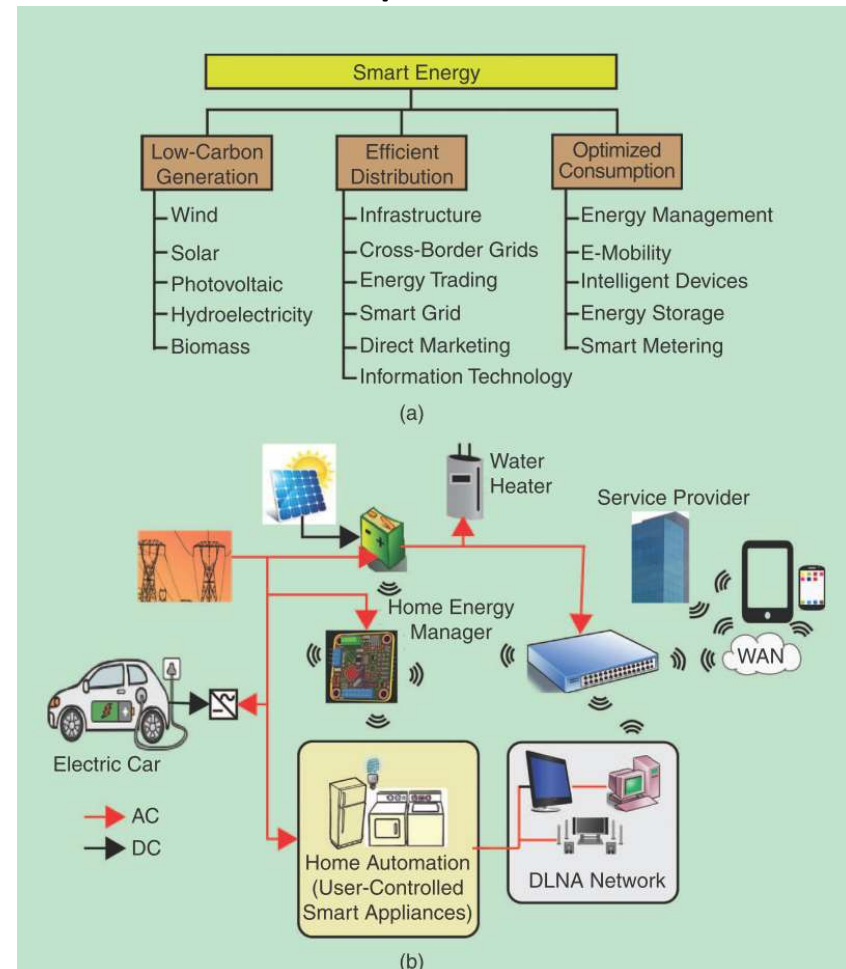 Smart Energy
Low-Carbon
Generation
Wind
Solar
Photovoltaic
Hydroelectricity
Biomass
Efficient
Distribution
Infrastructure
Cross-Border Grids
Energy Trading
Smart Grid
Direct Marketing
Information Technology
Optimized
Consumption
Energy Management
E-Mobility
Intelligent Devices
Energy Storage
Smart Metering
(a)
Water
Heater
Service Provider
Home Energy
Manager
WAN
Electric Car
AC
DC
Home Automation
(User-Controlled
Smart Appliances)
DLNA Network
(b)